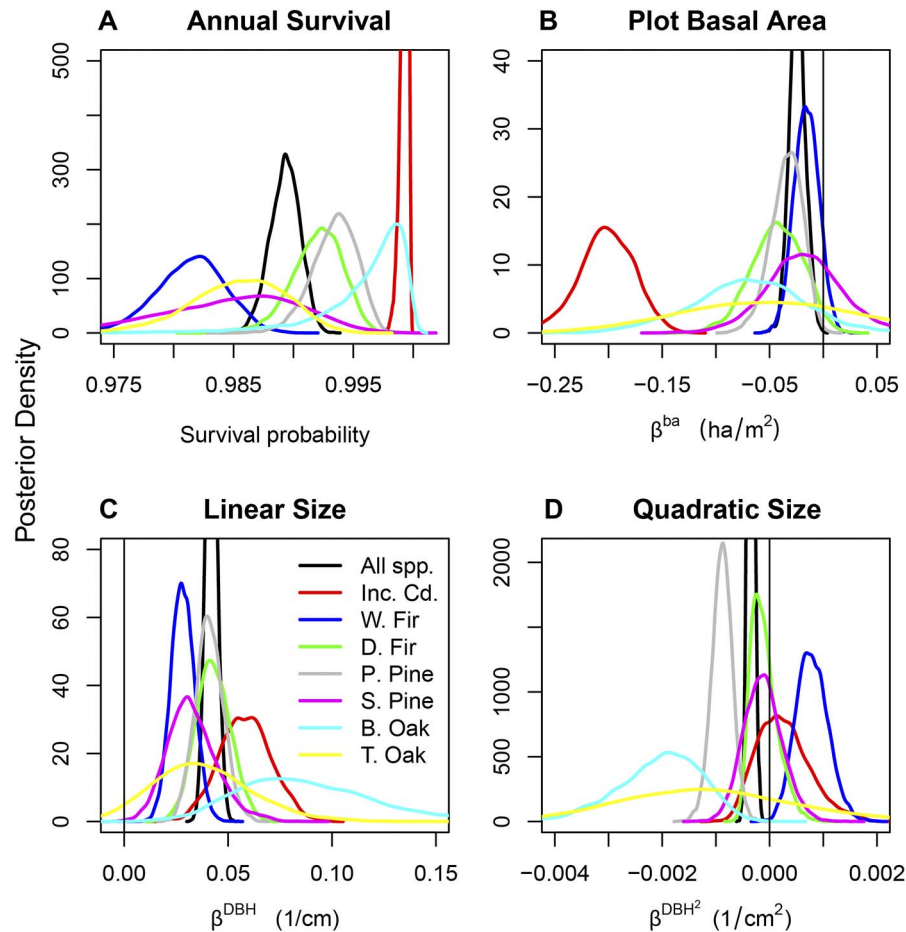 A Annual Survival
B Plot Basal Area
500
300
100
0
0.975 0.985 0.995
Survival probability
40
30
20
10
0
−0.25 −0.15 −0.05 0.05
βᵇᵃ (ha/m²)
Posterior Density
C Linear Size
D Quadratic Size
80
60
40
20
0
All spp.
Inc. Cd.
W. Fir
D. Fir
P. Pine
S. Pine
B. Oak
T. Oak
0.00 0.05 0.10 0.15
β^DBH (1/cm)
2000
1000
500
0
−0.004 −0.002 0.000 0.002
β^DBH² (1/cm²)